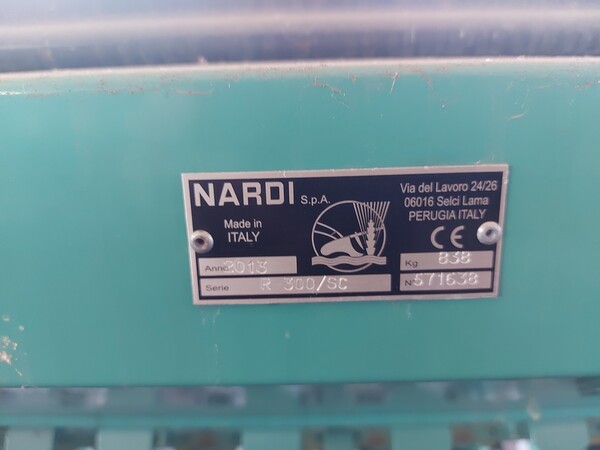 NARDI S.p.A.
Made in
ITALY
Via del Lavoro 24/26
06016 Selci Lama
PERUGIA ITALY
CE
Anno 2013
Kg 838
Serie R 300/SC
N° 571638